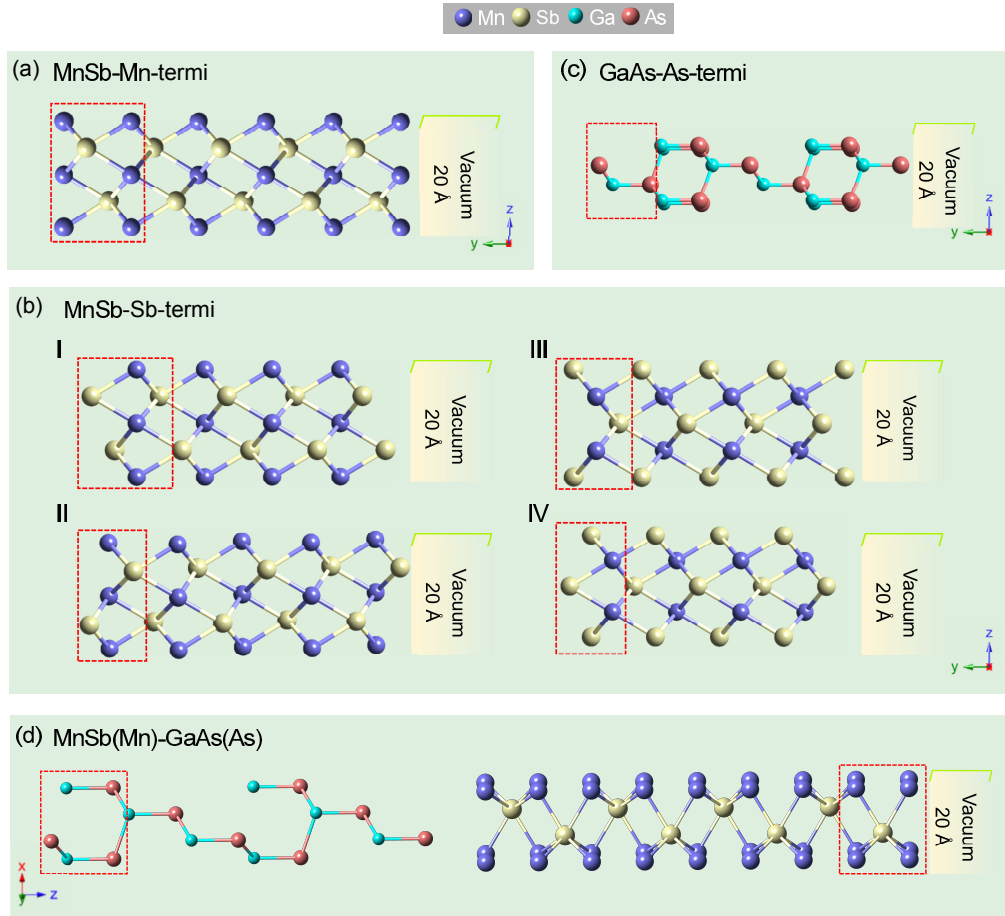 Mn Sb Ga As
(a) MnSb-Mn-termi
Vacuum
20 Å
z
y
(c) GaAs-As-termi
Vacuum
20 Å
z
y
(b) MnSb-Sb-termi
I
Vacuum
20 Å
III
Vacuum
20 Å
II
Vacuum
20 Å
IV
Vacuum
20 Å
z
y
(d) MnSb(Mn)-GaAs(As)
Vacuum
20 Å
x
y
z